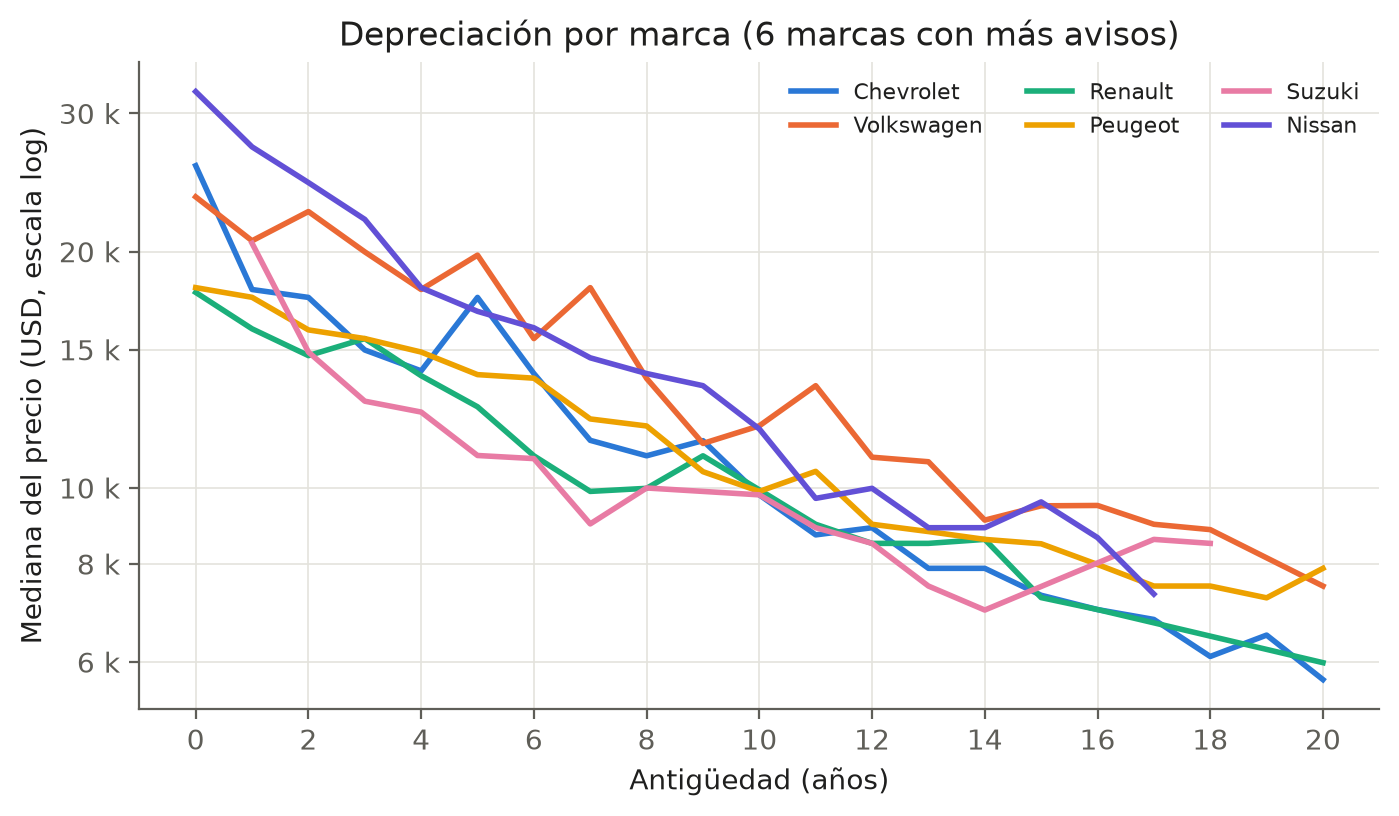 Depreciación por marca (6 marcas con más avisos)
Chevrolet
Volkswagen
Renault
Peugeot
Suzuki
Nissan
Mediana del precio (USD, escala log)
30 k
20 k
15 k
10 k
8 k
6 k
0 2 4 6 8 10 12 14 16 18 20
Antigüedad (años)